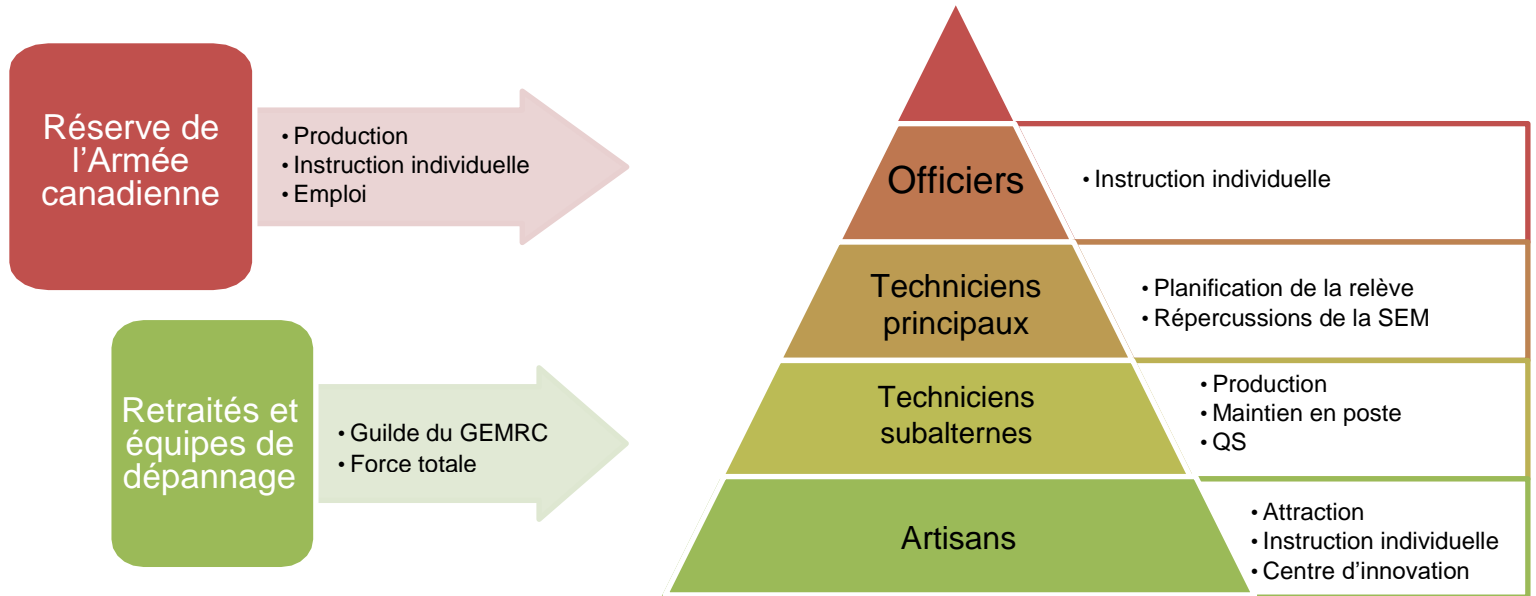 Réserve de
l'Armée
canadienne
• Production
• Instruction individuelle
• Emploi
Retraités et
équipes de
dépannage
• Guilde du GEMRC
• Force totale
Officiers
• Instruction individuelle
Techniciens
principaux
• Planification de la relève
• Répercussions de la SEM
Techniciens
subalternes
• Production
• Maintien en poste
• QS
Artisans
• Attraction
• Instruction individuelle
• Centre d'innovation